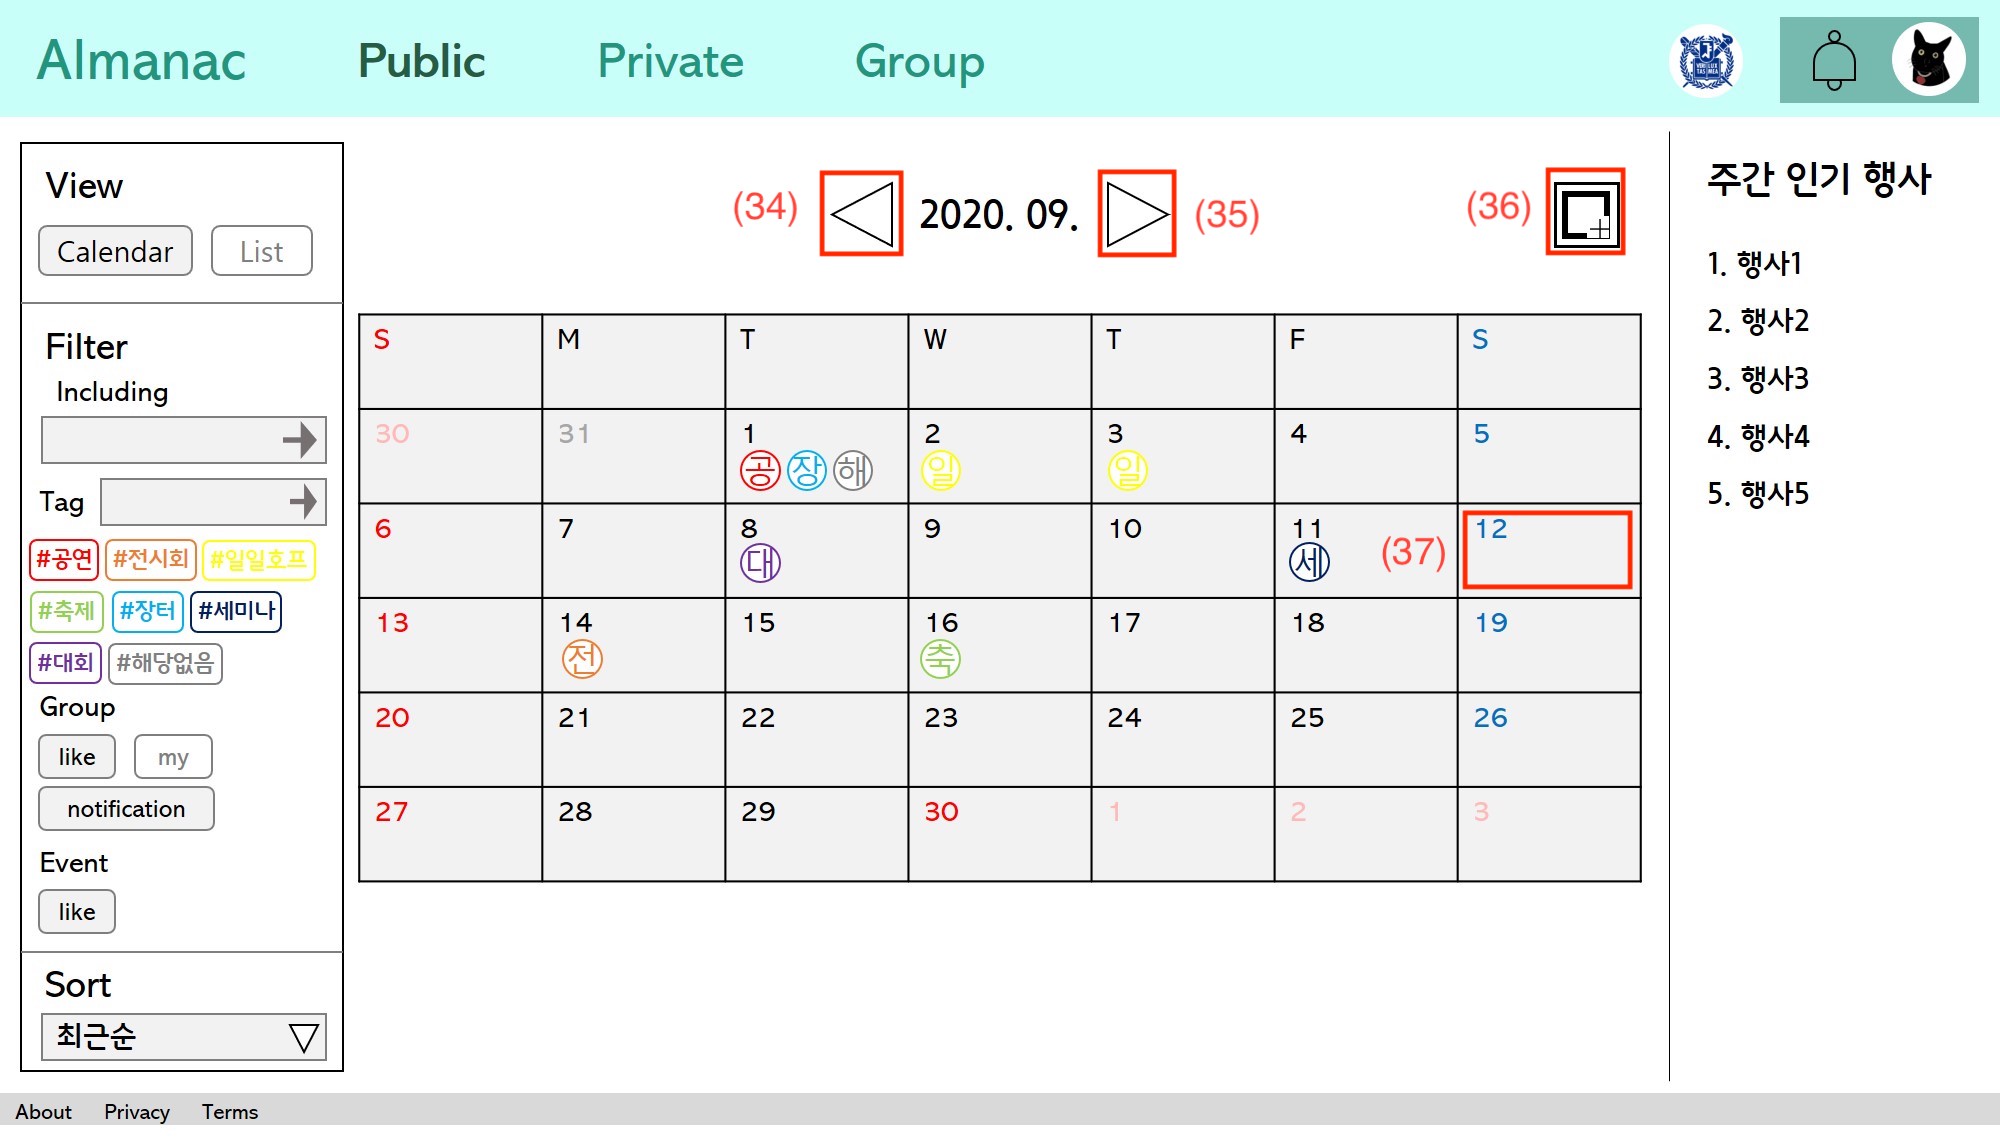 Almanac Public Private Group
View
Calendar List
Filter
Including
Tag
#공연 #전시회 #일일호프
#축제 #장터 #세미나
#대회 #해당없음
Group
like my
notification
Event
like
Sort
최근순
(34) 2020. 09. (35) (36)
S M T W T F S
30 31 1 2 3 4 5
공 장 해 일 일
6 7 8 9 10 11 12
대 세 (37)
13 14 15 16 17 18 19
전 축
20 21 22 23 24 25 26
27 28 29 30 1 2 3
주간 인기 행사
1. 행사1
2. 행사2
3. 행사3
4. 행사4
5. 행사5
About Privacy Terms